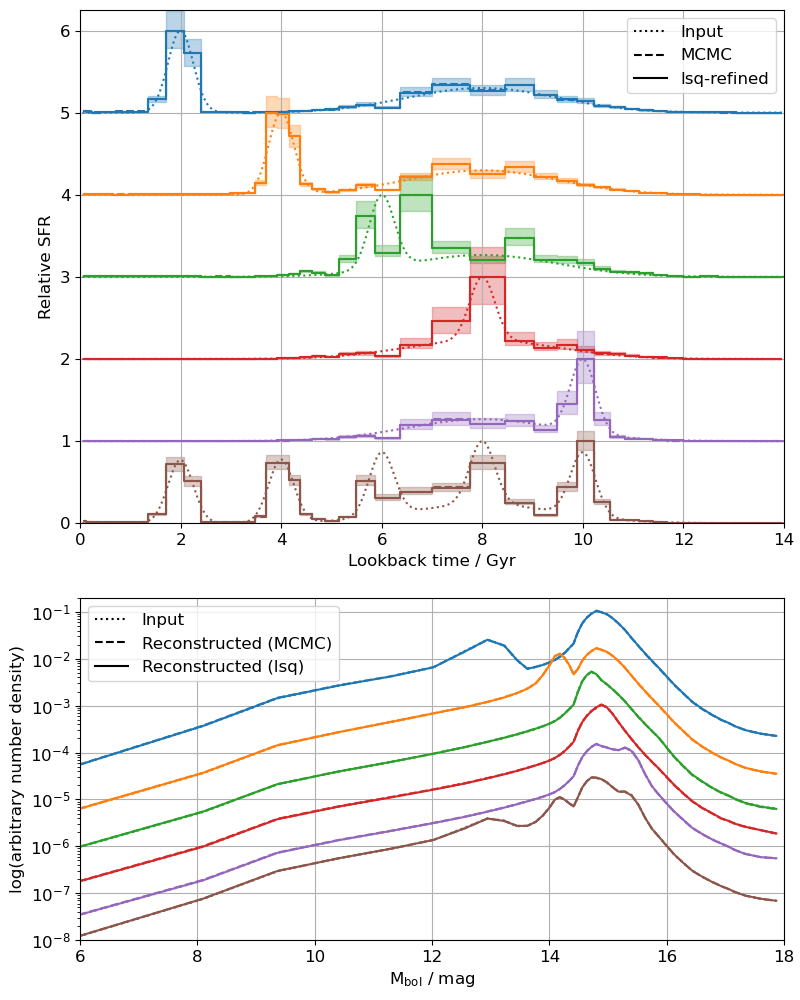 6
5
4
3
2
1
0
Relative SFR
Input
MCMC
lsq-refined
0 2 4 6 8 10 12 14
Lookback time / Gyr
10⁻¹
10⁻²
10⁻³
10⁻⁴
10⁻⁵
10⁻⁶
10⁻⁷
10⁻⁸
log(arbitrary number density)
Input
Reconstructed (MCMC)
Reconstructed (lsq)
6 8 10 12 14 16 18
M_bol / mag